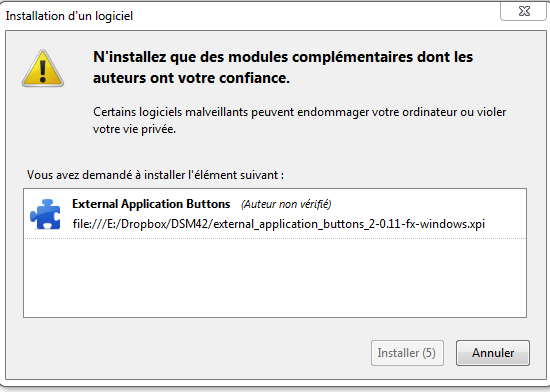 Installation d'un logiciel
N'installez que des modules complémentaires dont les
auteurs ont votre confiance.
Certains logiciels malveillants peuvent endommager votre ordinateur ou violer
votre vie privée.
Vous avez demandé à installer l'élément suivant :
External Application Buttons (Auteur non vérifié)
file:///E:/Dropbox/DSM42/external_application_buttons_2-0.11-fx-windows.xpi
Installer (5) Annuler